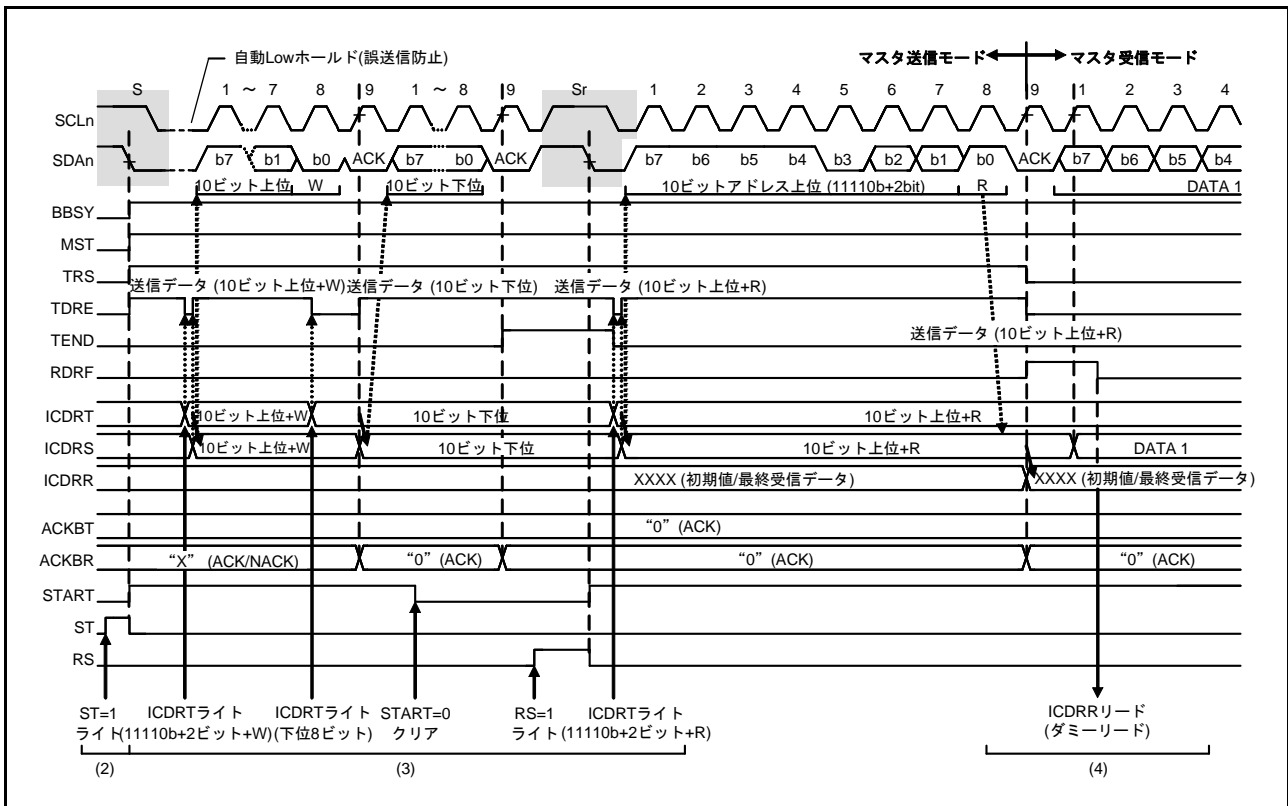 自動Lowホールド(誤送信防止)
マスタ送信モード
マスタ受信モード
S 1 ～ 7 8 9 1 ～ 8 9 Sr 1 2 3 4 5 6 7 8 9 1 2 3 4
SCLn
SDAn b7 b1 b0 ACK b7 b0 ACK b7 b6 b5 b4 b3 b2 b1 b0 ACK b7 b6 b5 b4
10ビット上位 W 10ビット下位 10ビットアドレス上位 (11110b+2bit) R DATA 1
BBSY
MST
TRS
送信データ (10ビット上位+W) 送信データ (10ビット下位) 送信データ (10ビット上位+R)
TDRE
TEND 送信データ (10ビット上位+R)
RDRF
ICDRT 10ビット上位+W 10ビット下位 10ビット上位+R
ICDRS 10ビット上位+W 10ビット下位 10ビット上位+R DATA 1
ICDRR XXXX (初期値/最終受信データ) XXXX (初期値/最終受信データ)
ACKBT “0” (ACK)
ACKBR “X” (ACK/NACK) “0” (ACK) “0” (ACK) “0” (ACK)
START
ST
RS
ST=1
ライト
ICDRTライト
(11110b+2ビット+W)
ICDRTライト
(下位8ビット)
START=0
クリア
RS=1
ライト
ICDRTライト
(11110b+2ビット+R)
ICDRRリード
(ダミーリード)
(2) (3) (4)